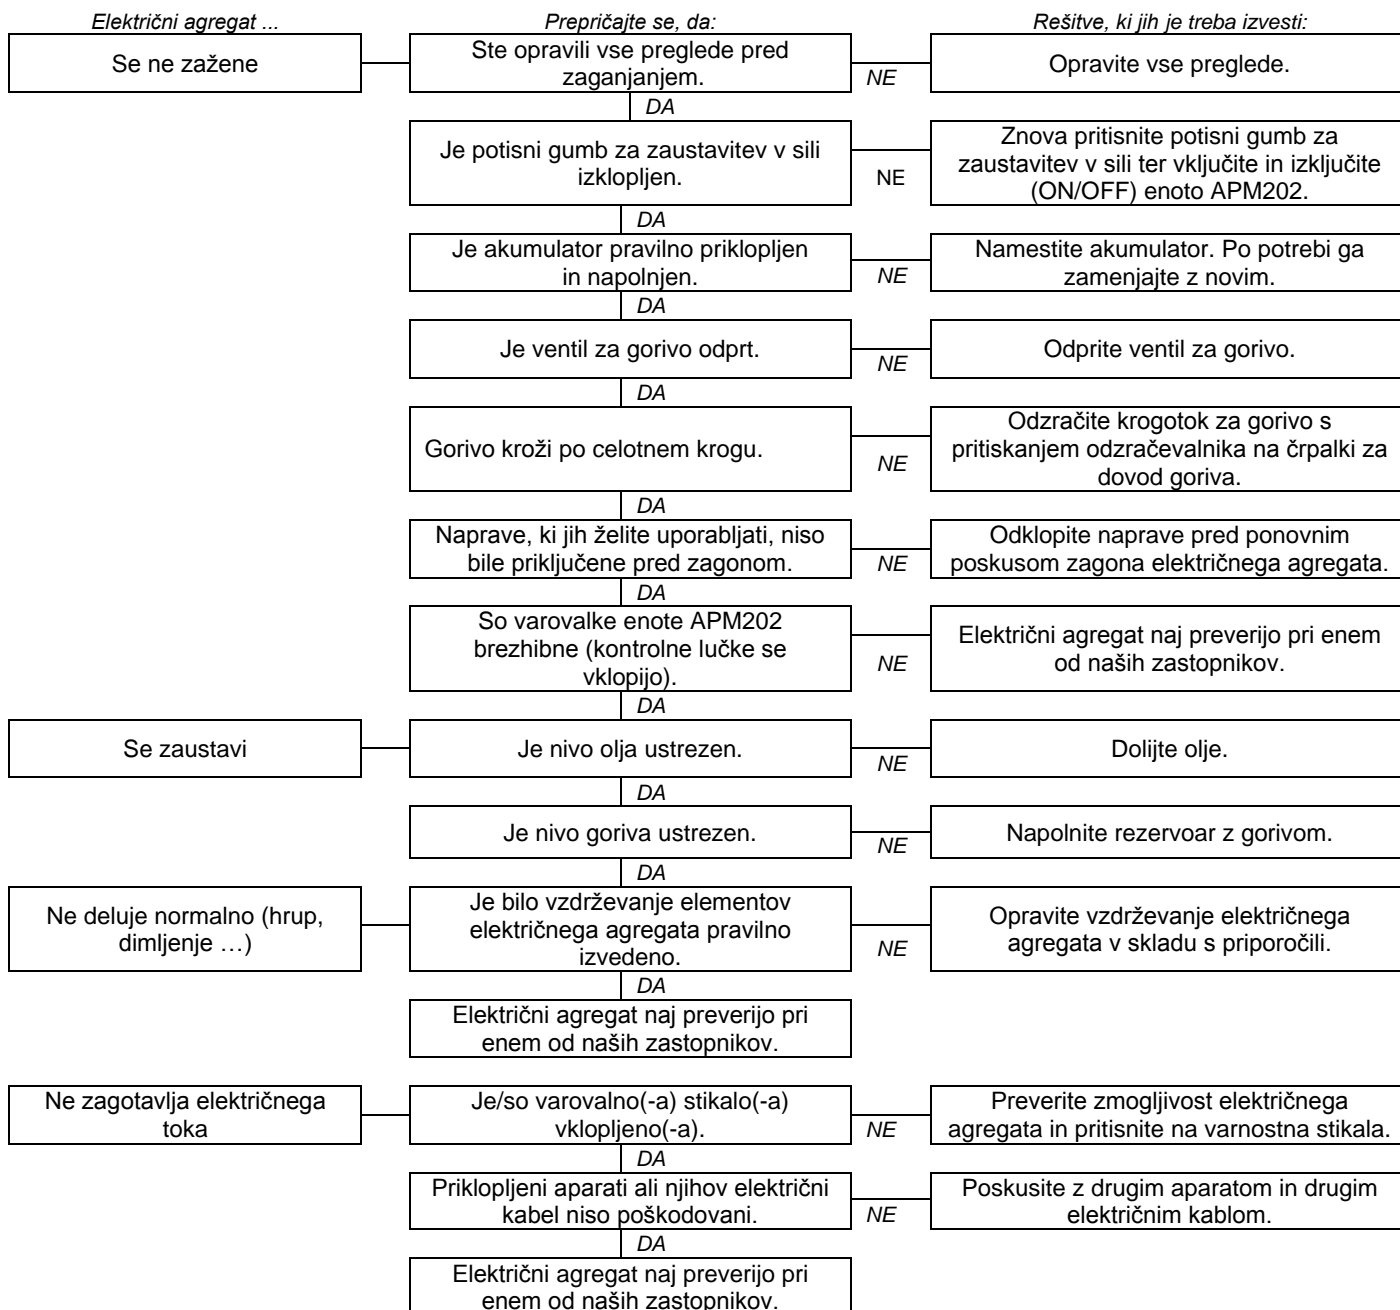 Električni agregat ...
Prepričajte se, da:
Rešitve, ki jih je treba izvesti:
Se ne zažene
Ste opravili vse preglede pred
zaganjanjem.
NE
Opravite vse preglede.
DA
Je potisni gumb za zaustavitev v sili
izklopljen.
NE
Znova pritisnite potisni gumb za
zaustavitev v sili ter vključite in izključite
(ON/OFF) enoto APM202.
DA
Je akumulator pravilno priklopljen
in napolnjen.
NE
Namestite akumulator. Po potrebi ga
zamenjajte z novim.
DA
Je ventil za gorivo odprt.
NE
Odprite ventil za gorivo.
DA
Gorivo kroži po celotnem krogu.
NE
Odzračite krogotok za gorivo s
pritiskanjem odzračevalnika na črpalki za
dovod goriva.
DA
Naprave, ki jih želite uporabljati, niso
bile priključene pred zagonom.
NE
Odklopite naprave pred ponovnim
poskusom zagona električnega agregata.
DA
So varovalke enote APM202
brezhibne (kontrolne lučke se
vklopijo).
NE
Električni agregat naj preverijo pri enem
od naših zastopnikov.
DA
Se zaustavi
Je nivo olja ustrezen.
NE
Dolijte olje.
DA
Je nivo goriva ustrezen.
NE
Napolnite rezervoar z gorivom.
DA
Ne deluje normalno (hrup,
dimljenje …)
Je bilo vzdrževanje elementov
električnega agregata pravilno
izvedeno.
NE
Opravite vzdrževanje električnega
agregata v skladu s priporočili.
DA
Električni agregat naj preverijo pri
enem od naših zastopnikov.
Ne zagotavlja električnega
toka
Je/so varovalno(-a) stikalo(-a)
vklopljeno(-a).
NE
Preverite zmogljivost električnega
agregata in pritisnite na varnostna stikala.
DA
Priklopljeni aparati ali njihov električni
kabel niso poškodovani.
NE
Poskusite z drugim aparatom in drugim
električnim kablom.
DA
Električni agregat naj preverijo pri
enem od naših zastopnikov.